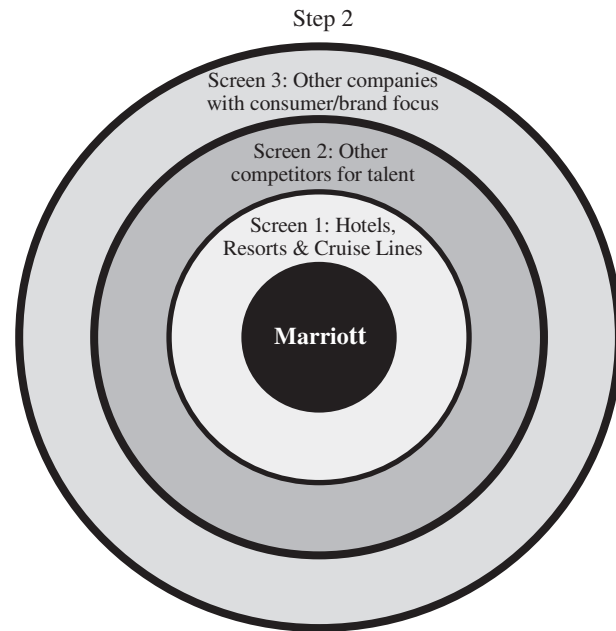 Step 2
Screen 3: Other companies
with consumer/brand focus
Screen 2: Other
competitors for talent
Screen 1: Hotels,
Resorts & Cruise Lines
Marriott